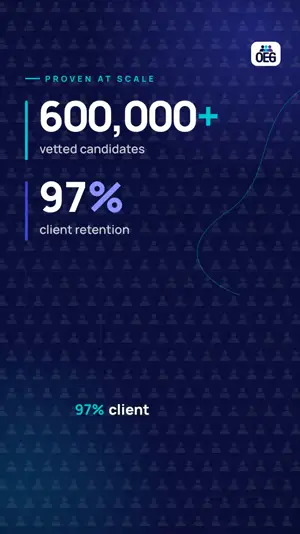 OEG
PROVEN AT SCALE
600,000+
vetted candidates
97%
client retention
97% client